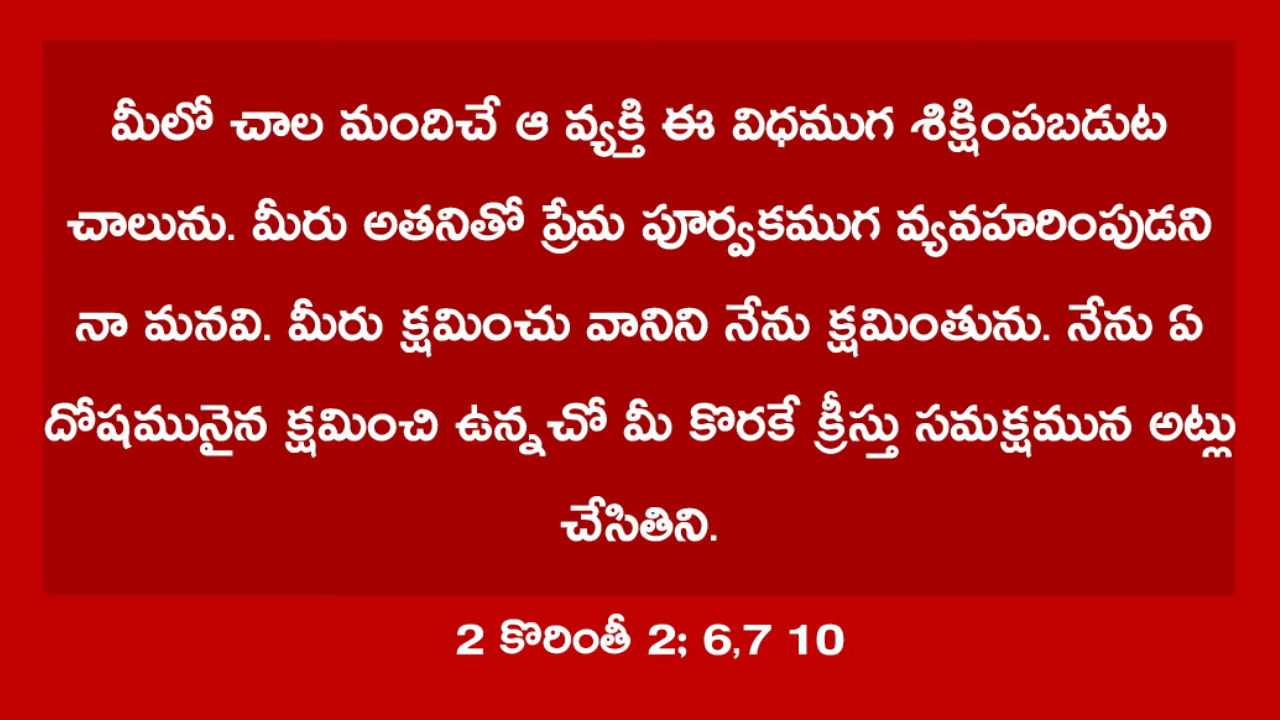 మీలో చాల మందిచే ఆ వ్యక్తి ఈ విధముగ శిక్షింపబడుట
చాలును. మీరు అతనితో ప్రేమ పూర్వకముగ వ్యవహరింపుడని
నా మనవి. మీరు క్షమించు వానిని నేను క్షమింతును. నేను ఏ
దోషమునైన క్షమించి ఉన్నచో మీ కొరకే క్రీస్తు సమక్షమున అట్లు
చేసితిని.
2 కొరింతీ 2; 6,7 10